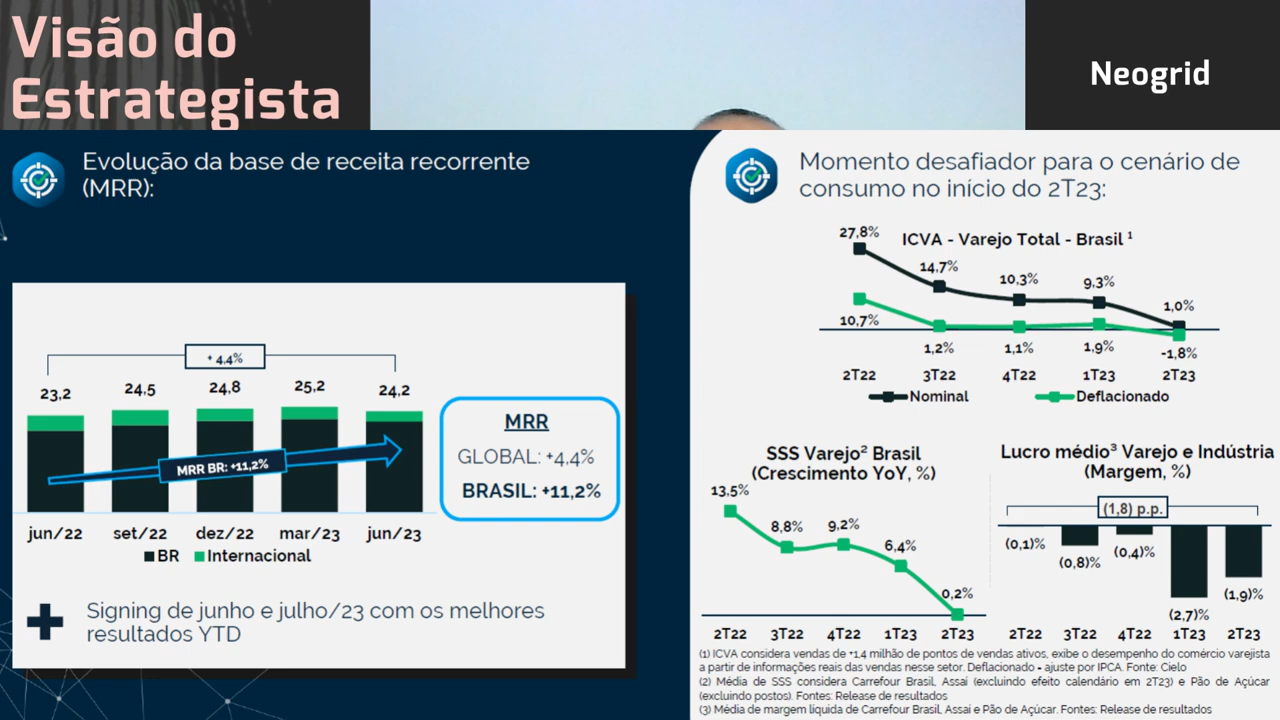 Visão do
Estrategista
Neogrid
Evolução da base de receita recorrente
(MRR):
+ 4,4%
23,2
24,5
24,8
25,2
24,2
MRR BR: +11,2%
jun/22
set/22
dez/22
mar/23
jun/23
BR
Internacional
MRR
GLOBAL: +4,4%
BRASIL: +11,2%
Signing de junho e julho/23 com os melhores
resultados YTD
Momento desafiador para o cenário de
consumo no início do 2T23:
ICVA - Varejo Total - Brasil ¹
27,8%
14,7%
10,3%
9,3%
1,0%
10,7%
1,2%
1,1%
1,9%
-1,8%
2T22
3T22
4T22
1T23
2T23
Nominal
Deflacionado
SSS Varejo² Brasil
(Crescimento YoY, %)
13,5%
8,8%
9,2%
6,4%
0,2%
2T22
3T22
4T22
1T23
2T23
Lucro médio³ Varejo e Indústria
(Margem, %)
(1,8) p.p.
(0,1)%
(0,8)%
(0,4)%
(2,7)%
(1,9)%
2T22
3T22
4T22
1T23
2T23
(1) ICVA considera vendas de +1,4 milhão de pontos de vendas ativos, exibe o desempenho do comércio varejista
a partir de informações reais das vendas nesse setor. Deflacionado = ajuste por IPCA. Fonte: Cielo
(2) Média de SSS considera Carrefour Brasil, Assaí (excluindo efeito calendário em 2T23) e Pão de Açúcar
(excluindo postos). Fontes: Release de resultados
(3) Média de margem líquida de Carrefour Brasil, Assaí e Pão de Açúcar. Fontes: Release de resultados